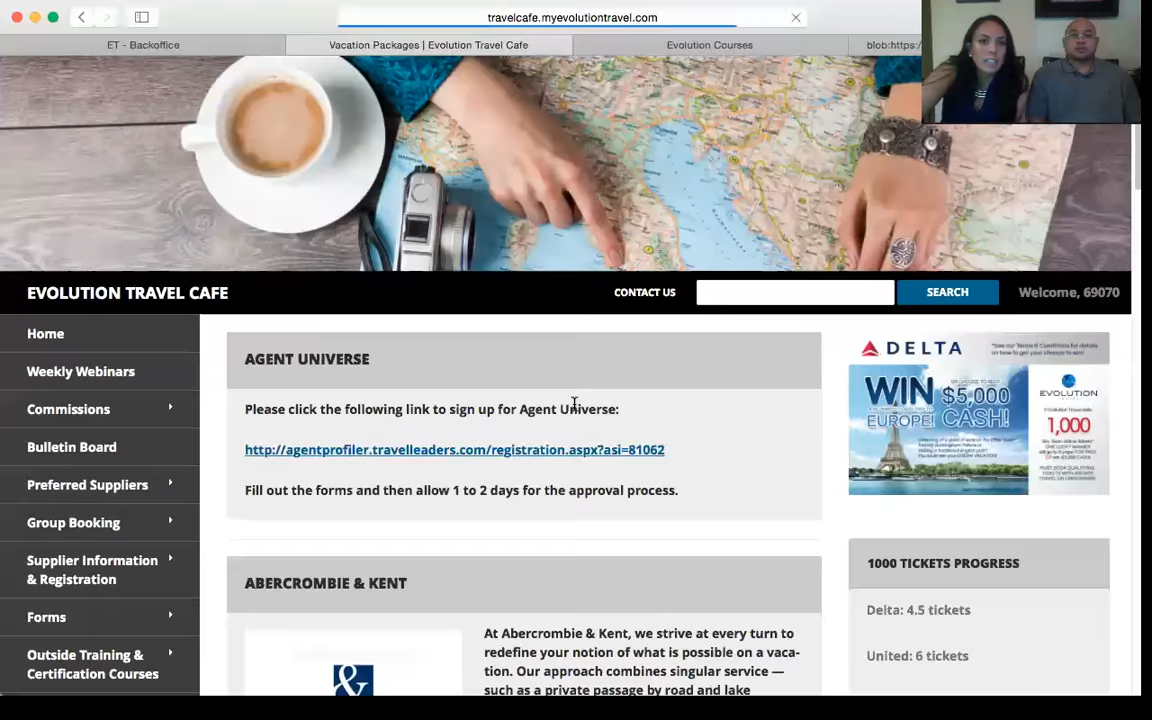 travelcafe.myevolutiontravel.com
ET - Backoffice
Vacation Packages | Evolution Travel Cafe
Evolution Courses
blob:https:/
EVOLUTION TRAVEL CAFE
CONTACT US
SEARCH
Welcome, 69070
Home
Weekly Webinars
Commissions
Bulletin Board
Preferred Suppliers
Group Booking
Supplier Information
& Registration
Forms
Outside Training &
Certification Courses
AGENT UNIVERSE
Please click the following link to sign up for Agent Universe:
http://agentprofiler.travelleaders.com/registration.aspx?asi=81062
Fill out the forms and then allow 1 to 2 days for the approval process.
ABERCROMBIE & KENT
&
At Abercrombie & Kent, we strive at every turn to
redefine your notion of what is possible on a vaca-
tion. Our approach combines singular service —
such as a private passage by road and lake
DELTA
WIN
$5,000
CASH!
EUROPE!
EVOLUTION
1,000
1000 TICKETS PROGRESS
Delta: 4.5 tickets
United: 6 tickets